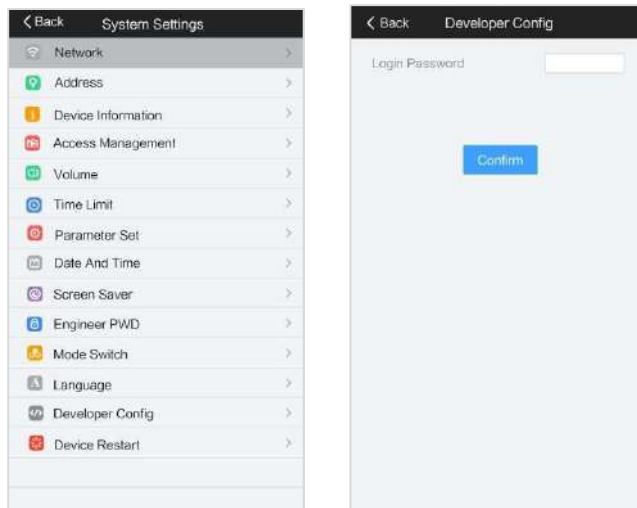 Back System Settings
Network
Address
Device Information
Access Management
Volume
Time Limit
Parameter Set
Date And Time
Screen Saver
Engineer PWD
Mode Switch
Language
Developer Config
Device Restart
Back Developer Config
Login Password
Confirm